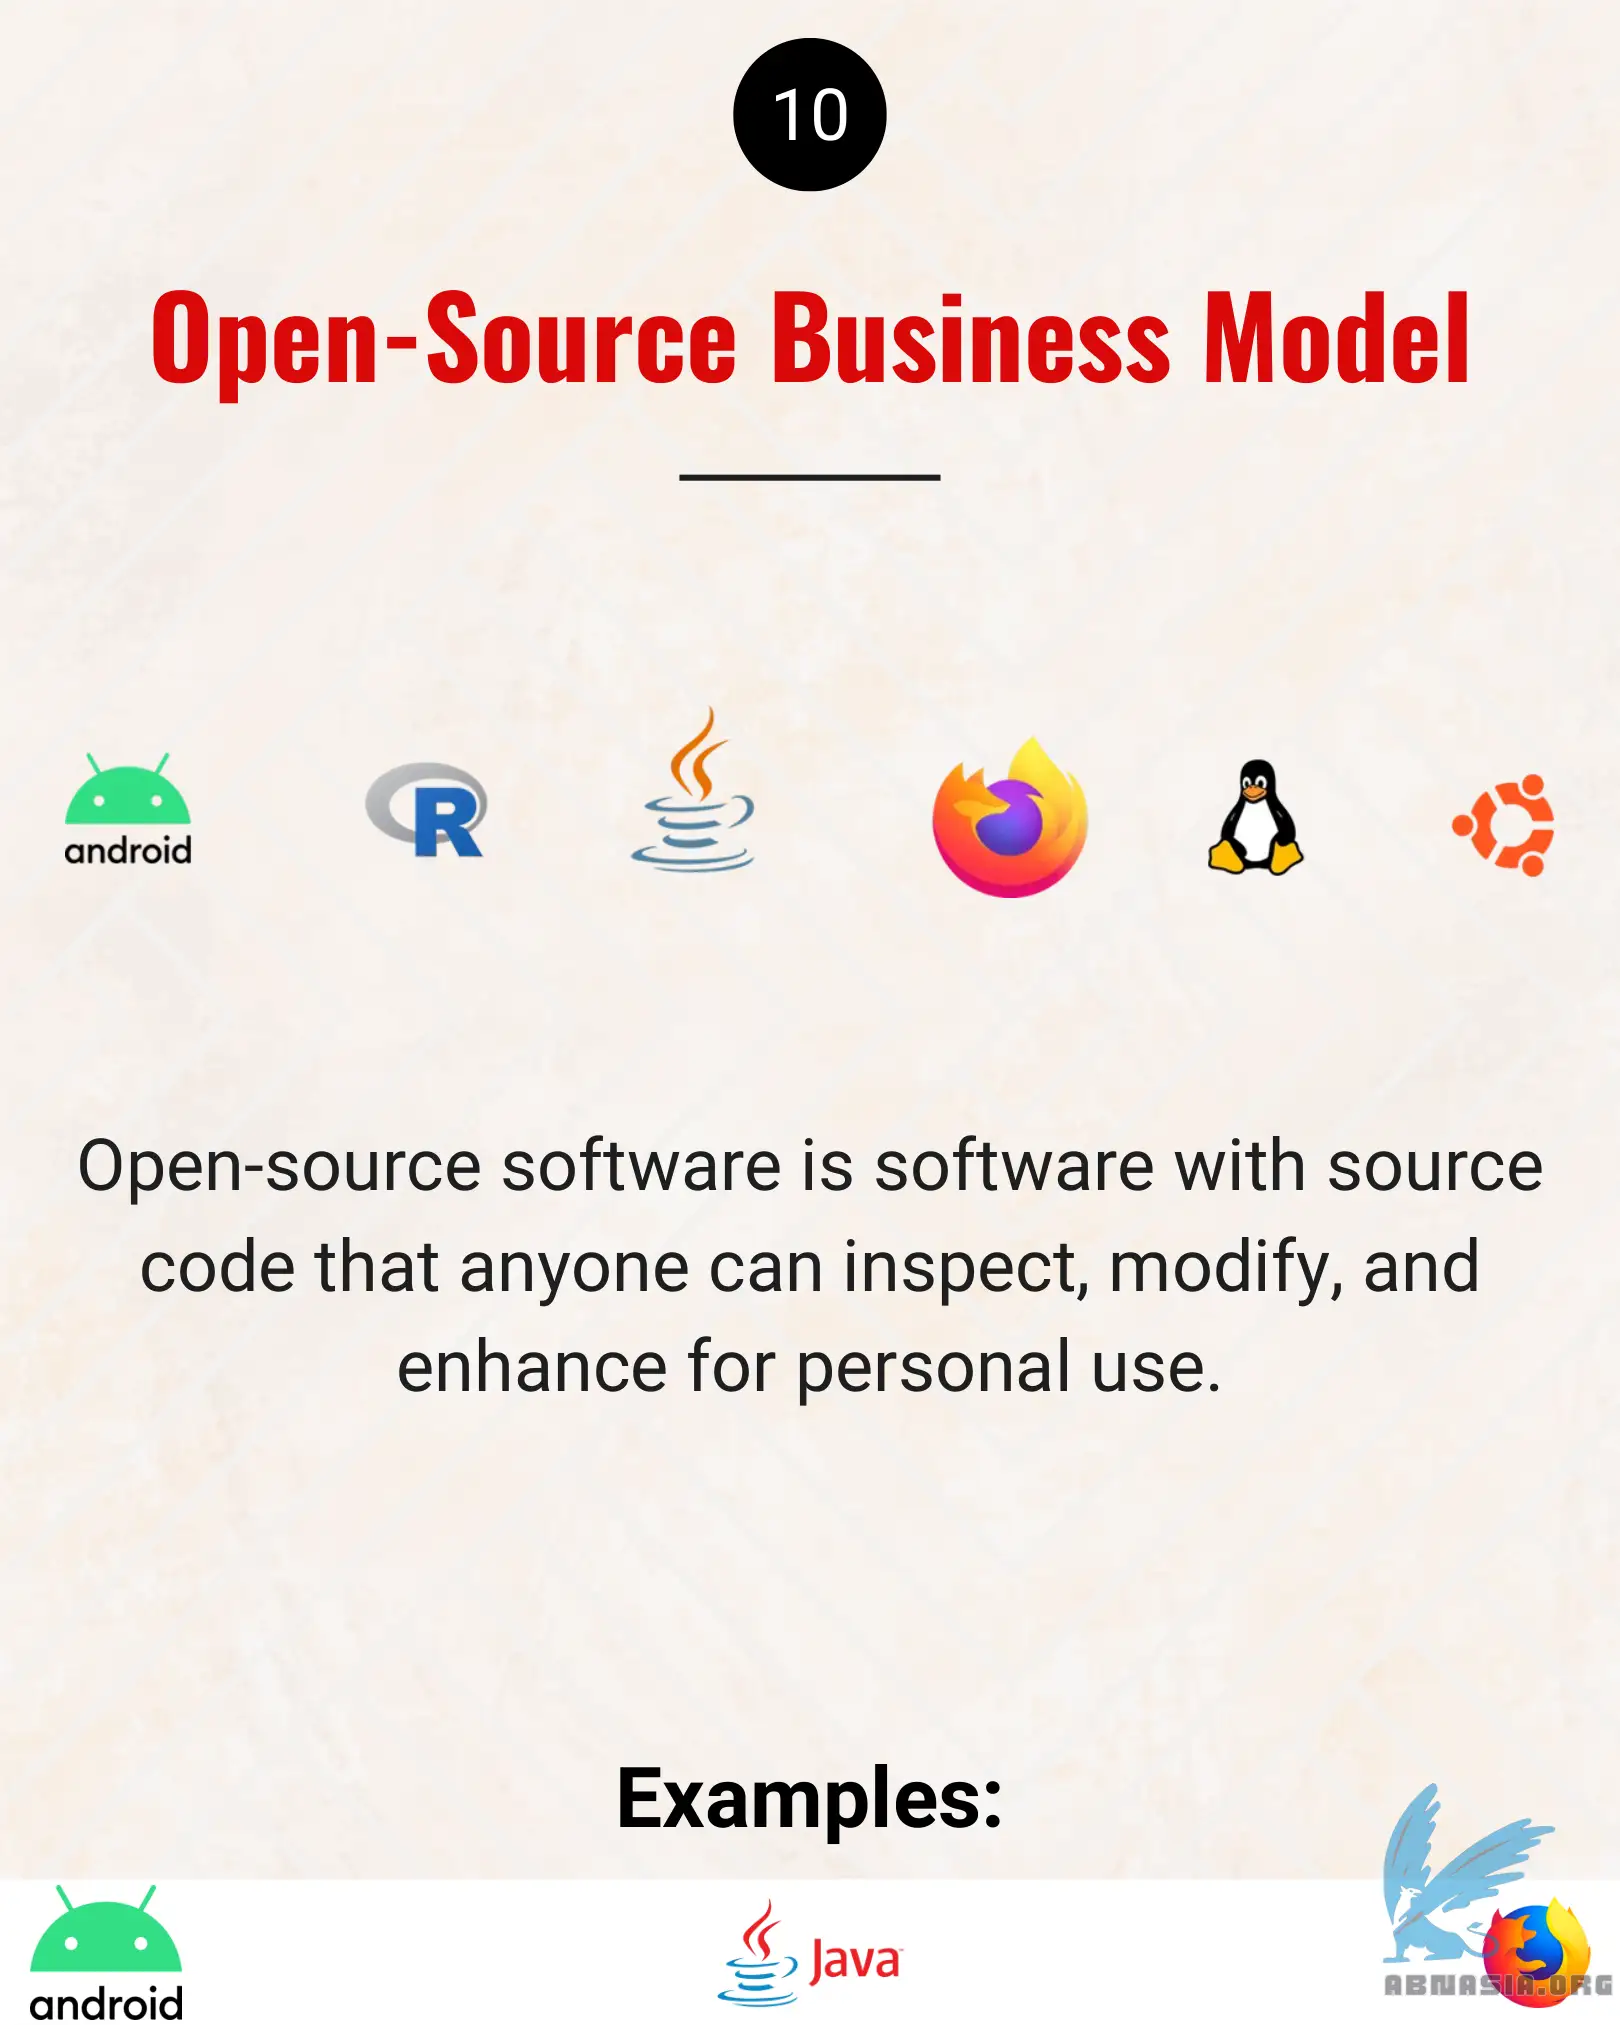 10
Open-Source Business Model
android
R
Open-source software is software with source
code that anyone can inspect, modify, and
enhance for personal use.
Examples:
android
Java
ABNASIA.ORG